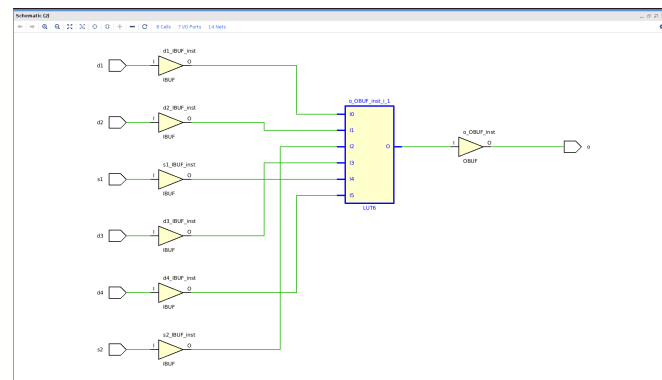 Schematic (2)
8 Cells 7 I/O Ports 14 Nets
d1_IBUF_inst
d1 I O
IBUF
o_OBUF_inst_i_1
d2_IBUF_inst
I0
d2 I O
I1
IBUF
o_OBUF_inst
I2 O I O o
s1_IBUF_inst
I3
OBUF
s1 I O
I4
IBUF
I5
LUT6
d3_IBUF_inst
d3 I O
IBUF
d4_IBUF_inst
d4 I O
IBUF
s2_IBUF_inst
s2 I O
IBUF